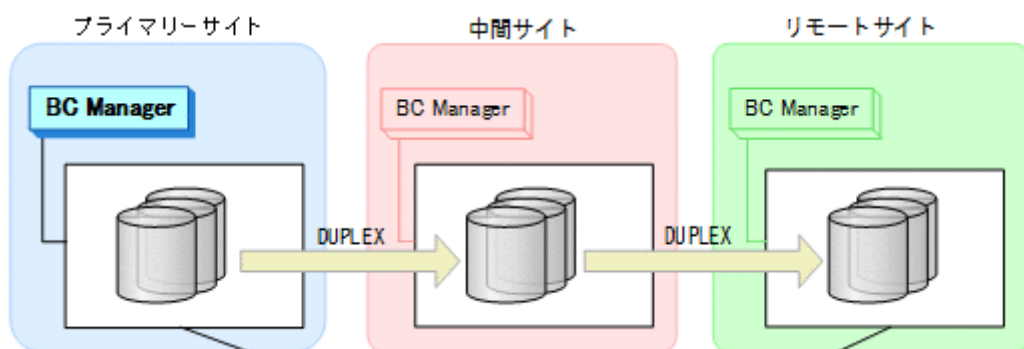 プライマリーサイト
中間サイト
リモートサイト
BC Manager
BC Manager
BC Manager
DUPLEX
DUPLEX